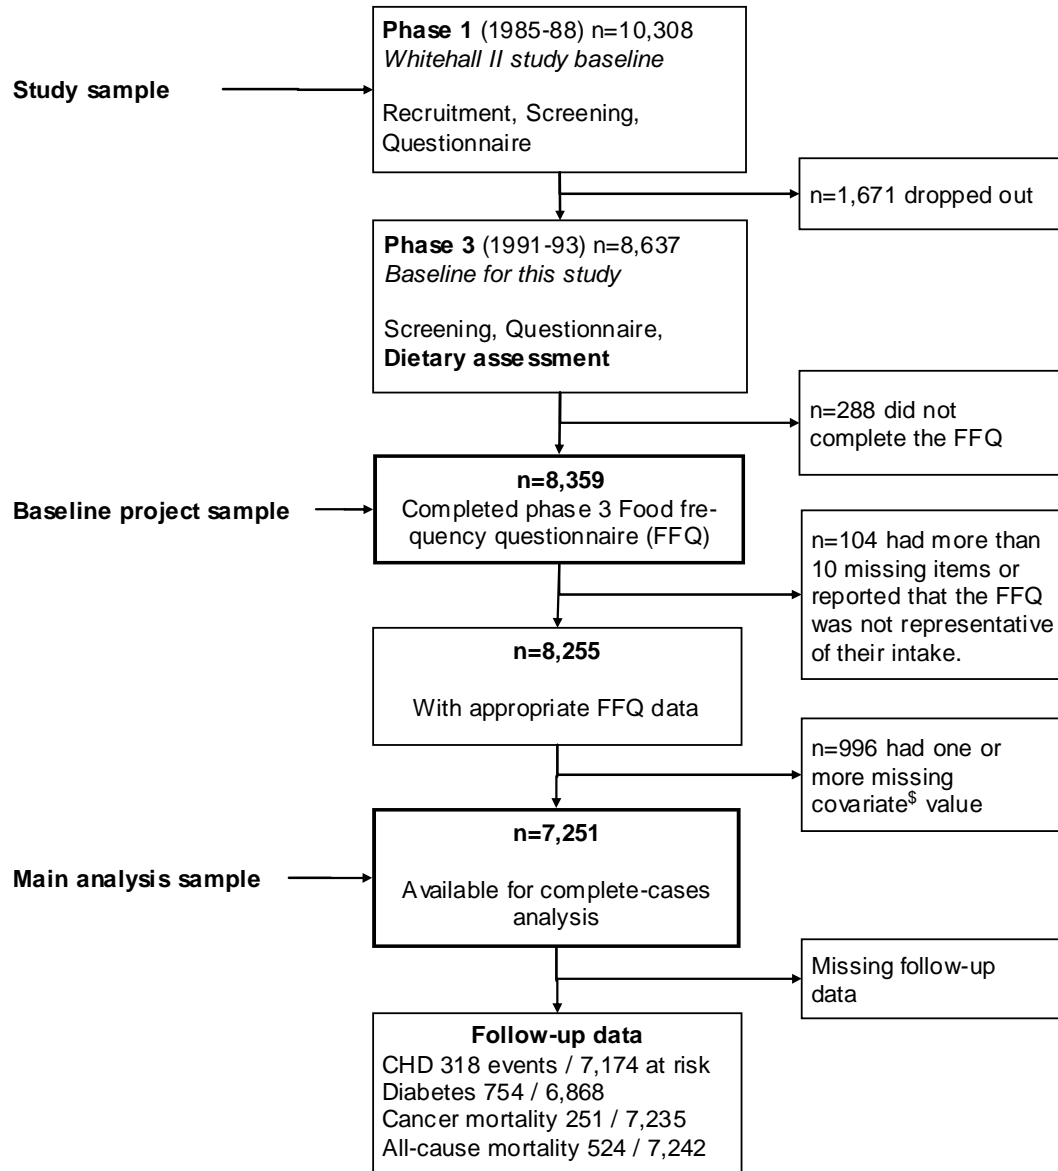 Phase 1 (1985-88) n=10,308
Whitehall II study baseline
Study sample
Recruitment, Screening,
Questionnaire
n=1,671 dropped out
Phase 3 (1991-93) n=8,637
Baseline for this study
Screening, Questionnaire,
Dietary assessment
n=288 did not
complete the FFQ
n=8,359
Baseline project sample
Completed phase 3 Food fre-
quency questionnaire (FFQ)
n=104 had more than
10 missing items or
reported that the FFQ
was not representative
of their intake.
n=8,255
With appropriate FFQ data
n=996 had one or
more missing
covariate$ value
n=7,251
Main analysis sample
Available for complete-cases
analysis
Missing follow-up
data
Follow-up data
CHD 318 events / 7,174 at risk
Diabetes 754 / 6,868
Cancer mortality 251 / 7,235
All-cause mortality 524 / 7,242